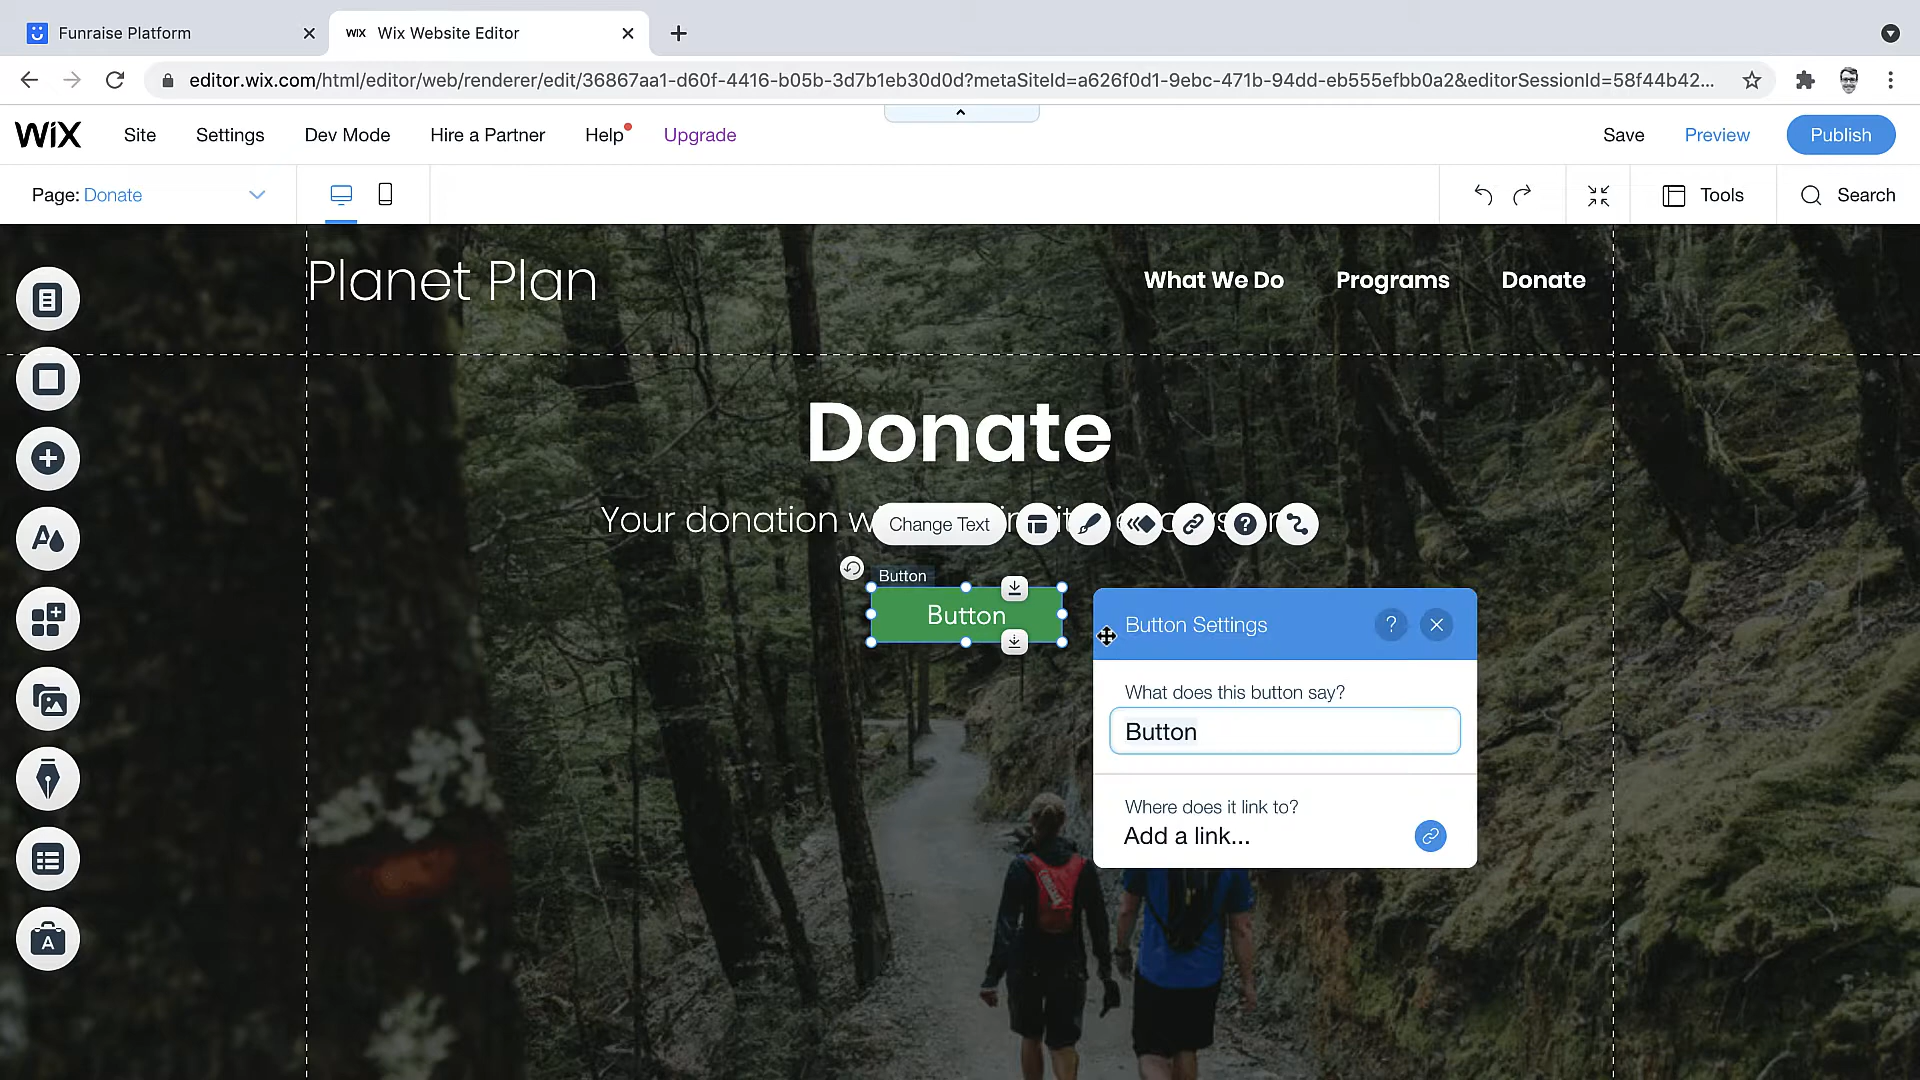 Funraise Platform
WiX Wix Website Editor
editor.wix.com/html/editor/web/renderer/edit/36867aa1-d60f-4416-b05b-3d7b1eb30d0d?metaSiteId=a626f0d1-9ebc-471b-94dd-eb555efbb0a2&editorSessionId=58f44b42...
WiX Site Settings Dev Mode Hire a Partner Help Upgrade Save Preview Publish
Page: Donate Tools Search
Planet Plan What We Do Programs Donate
Donate
Your donation
Change Text
Button
Button
Button Settings
What does this button say?
Button
Where does it link to?
Add a link...